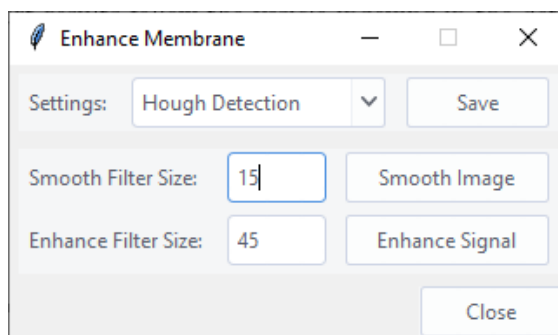 Enhance Membrane
Settings: Hough Detection Save
Smooth Filter Size: 15 Smooth Image
Enhance Filter Size: 45 Enhance Signal
Close